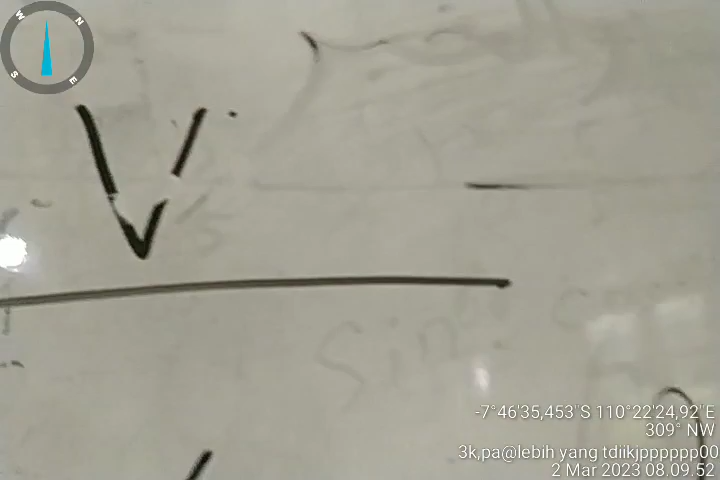 N
W
E
S
V
sin
-7°46'35,453"S 110°22'24,92"E
309° NW
3k,pa@lebih yang tdiikjpppppp00
2 Mar 2023 08.09.52